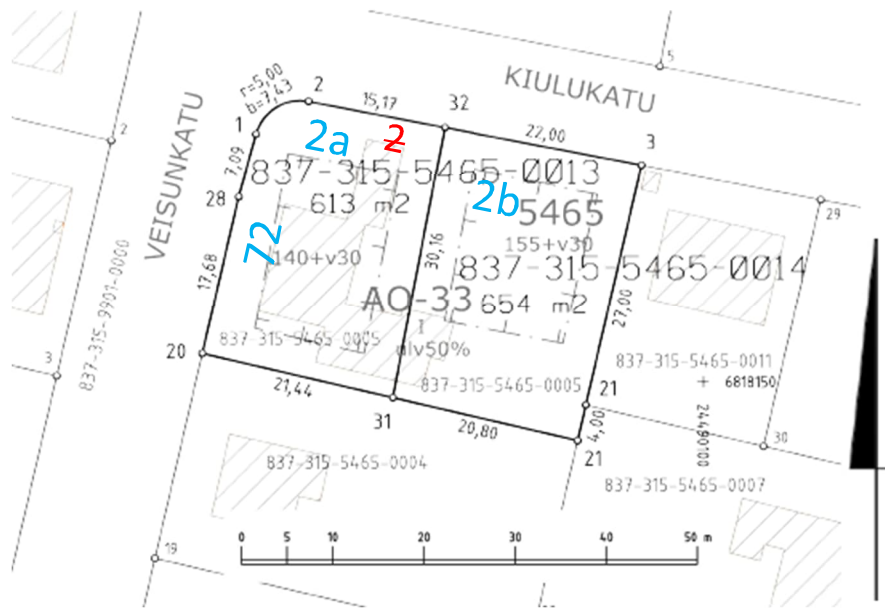 5
KIULUKATU
r=5,00
b=7,43
2
15,17
32
22,00
3
2
1
7,09
2a
2
837-315-5465-0013
28
613 m2
2b
5465
29
VEISUNKATU
72
140+v30
30,16
155+v30
837-315-5465-0014
17,68
AO-33
654 m2
27,00
837-315-9901-0000
I
ulv50%
837-315-5465-0005
20
3
21,44
837-315-5465-0005
837-315-5465-0011
+ 6818150
24490100
21
31
20,80
4,00
21
30
837-315-5465-0004
837-315-5465-0007
19
0 5 10 20 30 40 50 m